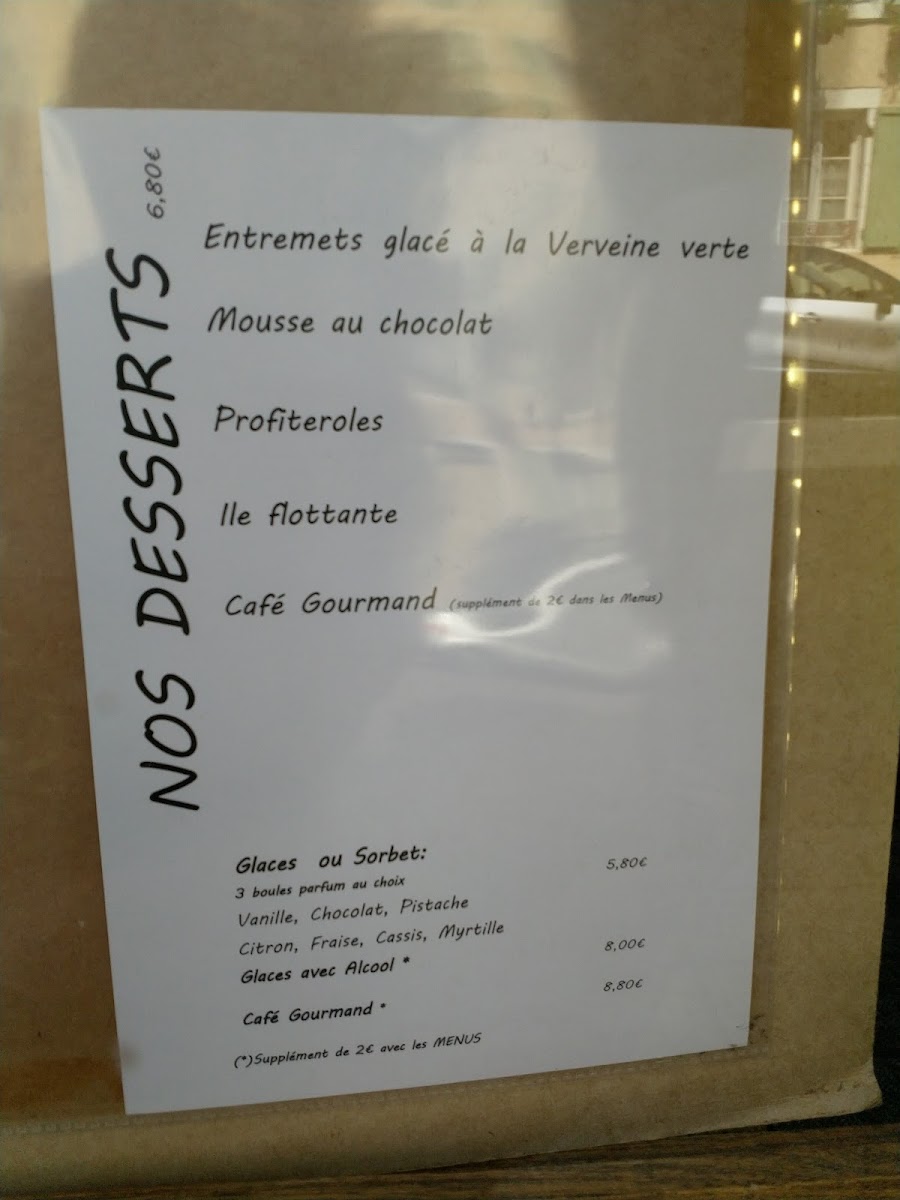 NOS DESSERTS 6,80€
Entremets glacé à la Verveine verte
Mousse au chocolat
Profiteroles
Ile flottante
Café Gourmand (supplément de 2€ dans les Menus)
Glaces ou Sorbet: 5,80€
3 boules parfum au choix
Vanille, Chocolat, Pistache
Citron, Fraise, Cassis, Myrtille
Glaces avec Alcool * 8,00€
Café Gourmand * 8,80€
(*)Supplément de 2€ avec les MENUS